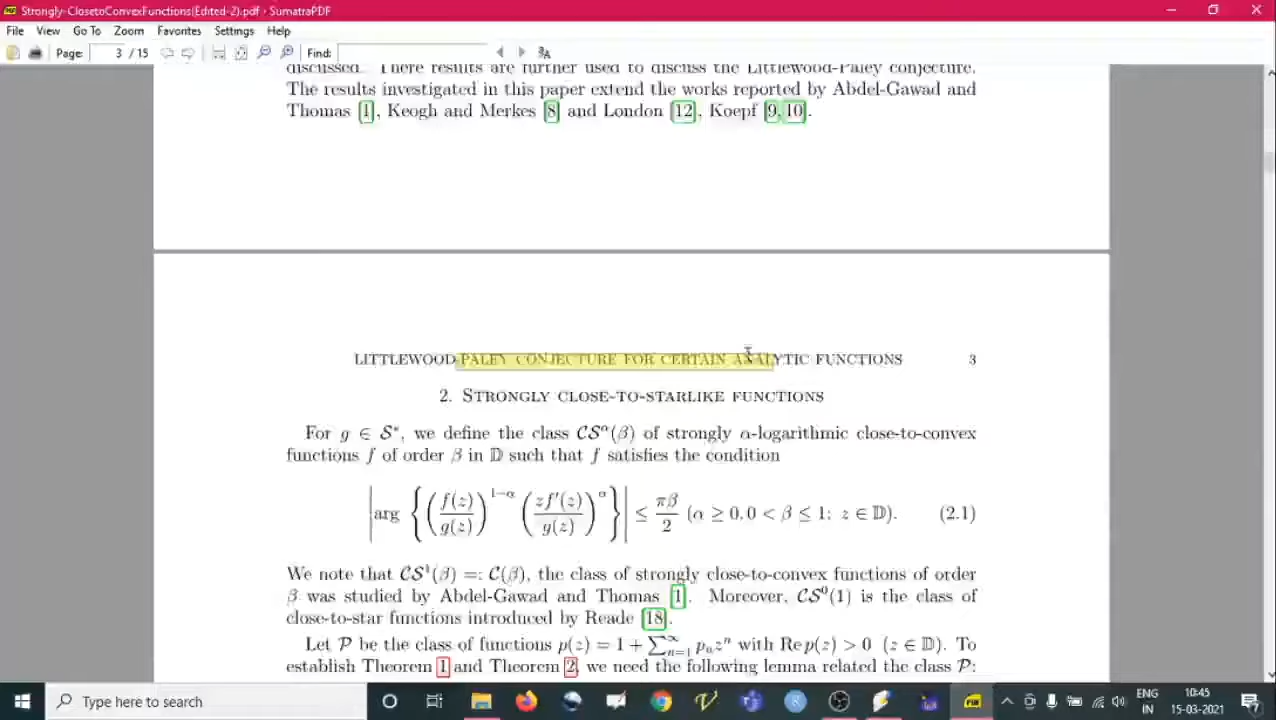 Strongly-ClosetoConvexFunctions(Edited-2).pdf - SumatraPDF
File View Go To Zoom Favorites Settings Help
Page: 3 / 15 Find:
discussed. There results are further used to discuss the Littlewood-Paley conjecture.
The results investigated in this paper extend the works reported by Abdel-Gawad and
Thomas [1], Keogh and Merkes [8] and London [12], Koepf [9, 10].
LITTLEWOOD-PALEY CONJECTURE FOR CERTAIN ANALYTIC FUNCTIONS 3
2. STRONGLY CLOSE-TO-STARLIKE FUNCTIONS
For g ∈ S*, we define the class CS^α(β) of strongly α-logarithmic close-to-convex
functions f of order β in 𝔻 such that f satisfies the condition
|arg {(f(z)/g(z))^{1-α} (zf′(z)/g(z))^α}| ≤ πβ/2 (α ≥ 0, 0 < β ≤ 1; z ∈ 𝔻). (2.1)
We note that CS^1(β) =: C(β), the class of strongly close-to-convex functions of order
β was studied by Abdel-Gawad and Thomas [1]. Moreover, CS^0(1) is the class of
close-to-star functions introduced by Reade [18].
Let P be the class of functions p(z) = 1 + ∑_{n=1}^∞ p_n z^n with Re p(z) > 0 (z ∈ 𝔻). To
establish Theorem 1 and Theorem 2, we need the following lemma related the class P:
Type here to search
ENG 10:45
IN 15-03-2021